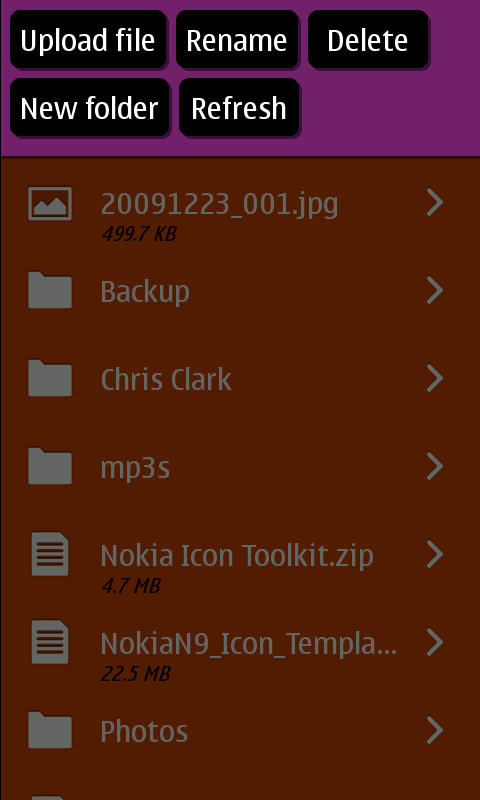 Upload file Rename Delete
New folder Refresh
20091223_001.jpg
499.7 KB
Backup
Chris Clark
mp3s
Nokia Icon Toolkit.zip
4.7 MB
NokiaN9_Icon_Templa...
22.5 MB
Photos